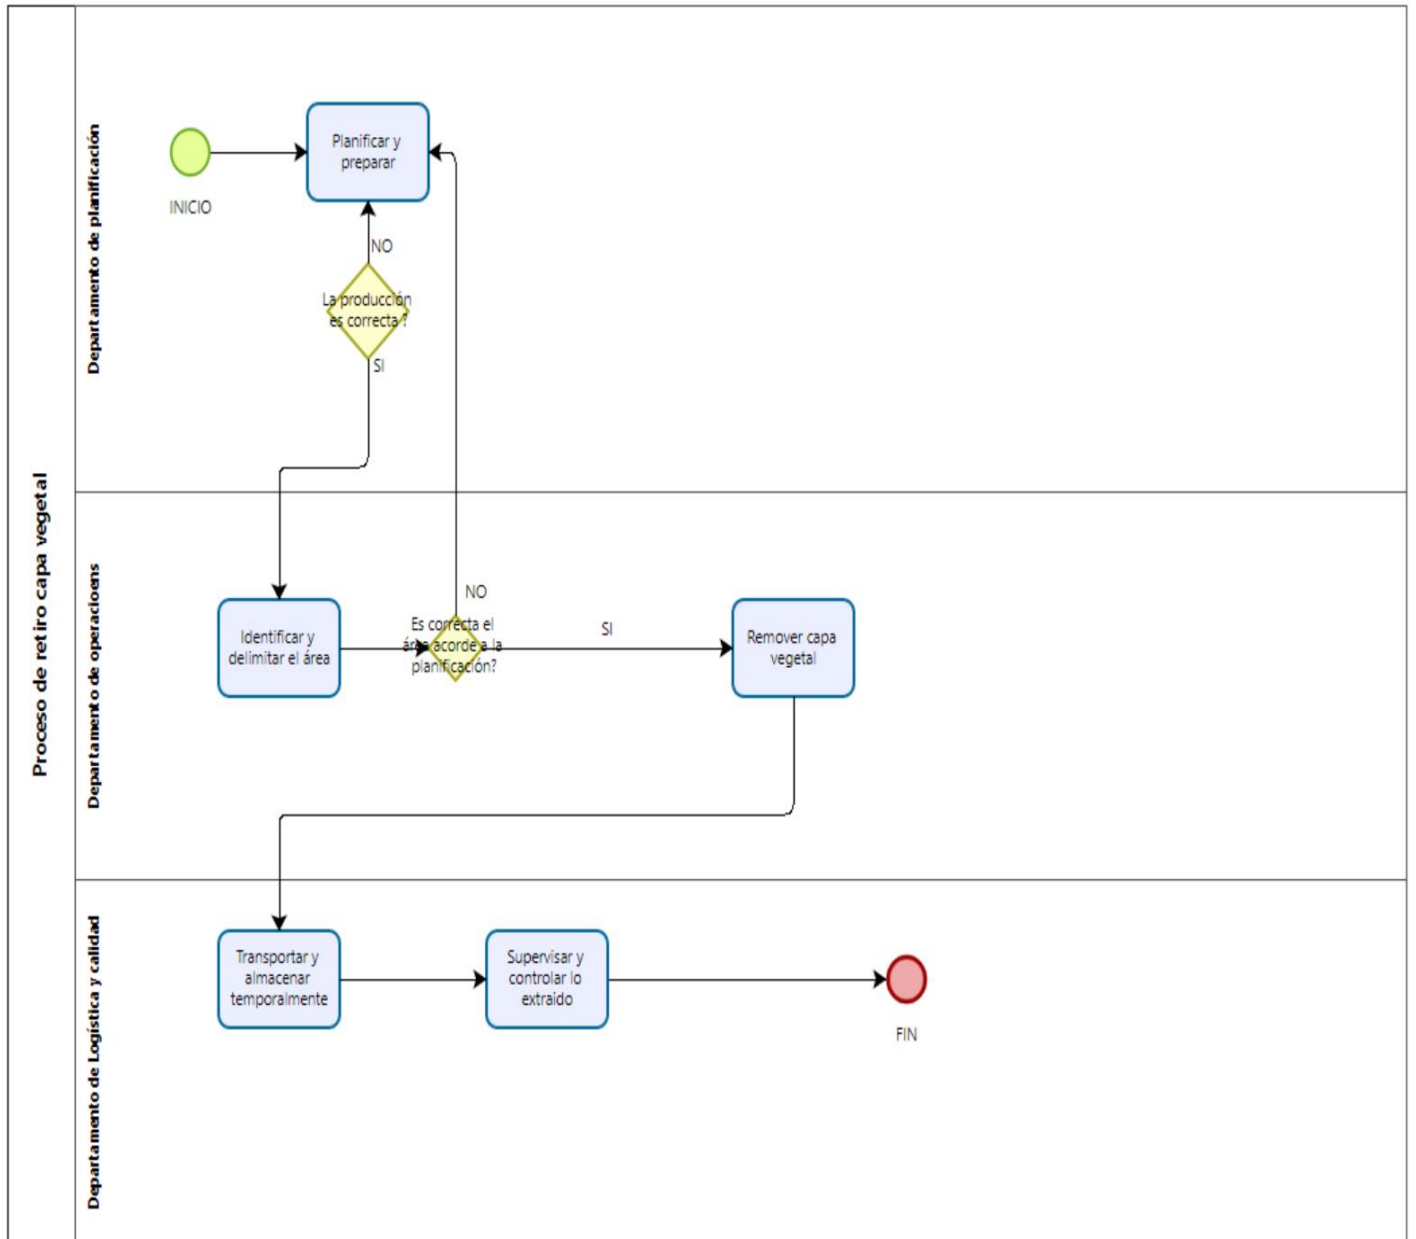 Proceso de retiro capa vegetal
Departamento de planificación
INICIO
Planificar y
preparar
NO
La producción
es correcta ?
SI
Departamento de operacioens
Identificar y
delimitar el área
NO
Es correcta el
área acorde a la
planificación?
SI
Remover capa
vegetal
Departamento de Logística y calidad
Transportar y
almacenar
temporalmente
Supervisar y
controlar lo
extraido
FIN